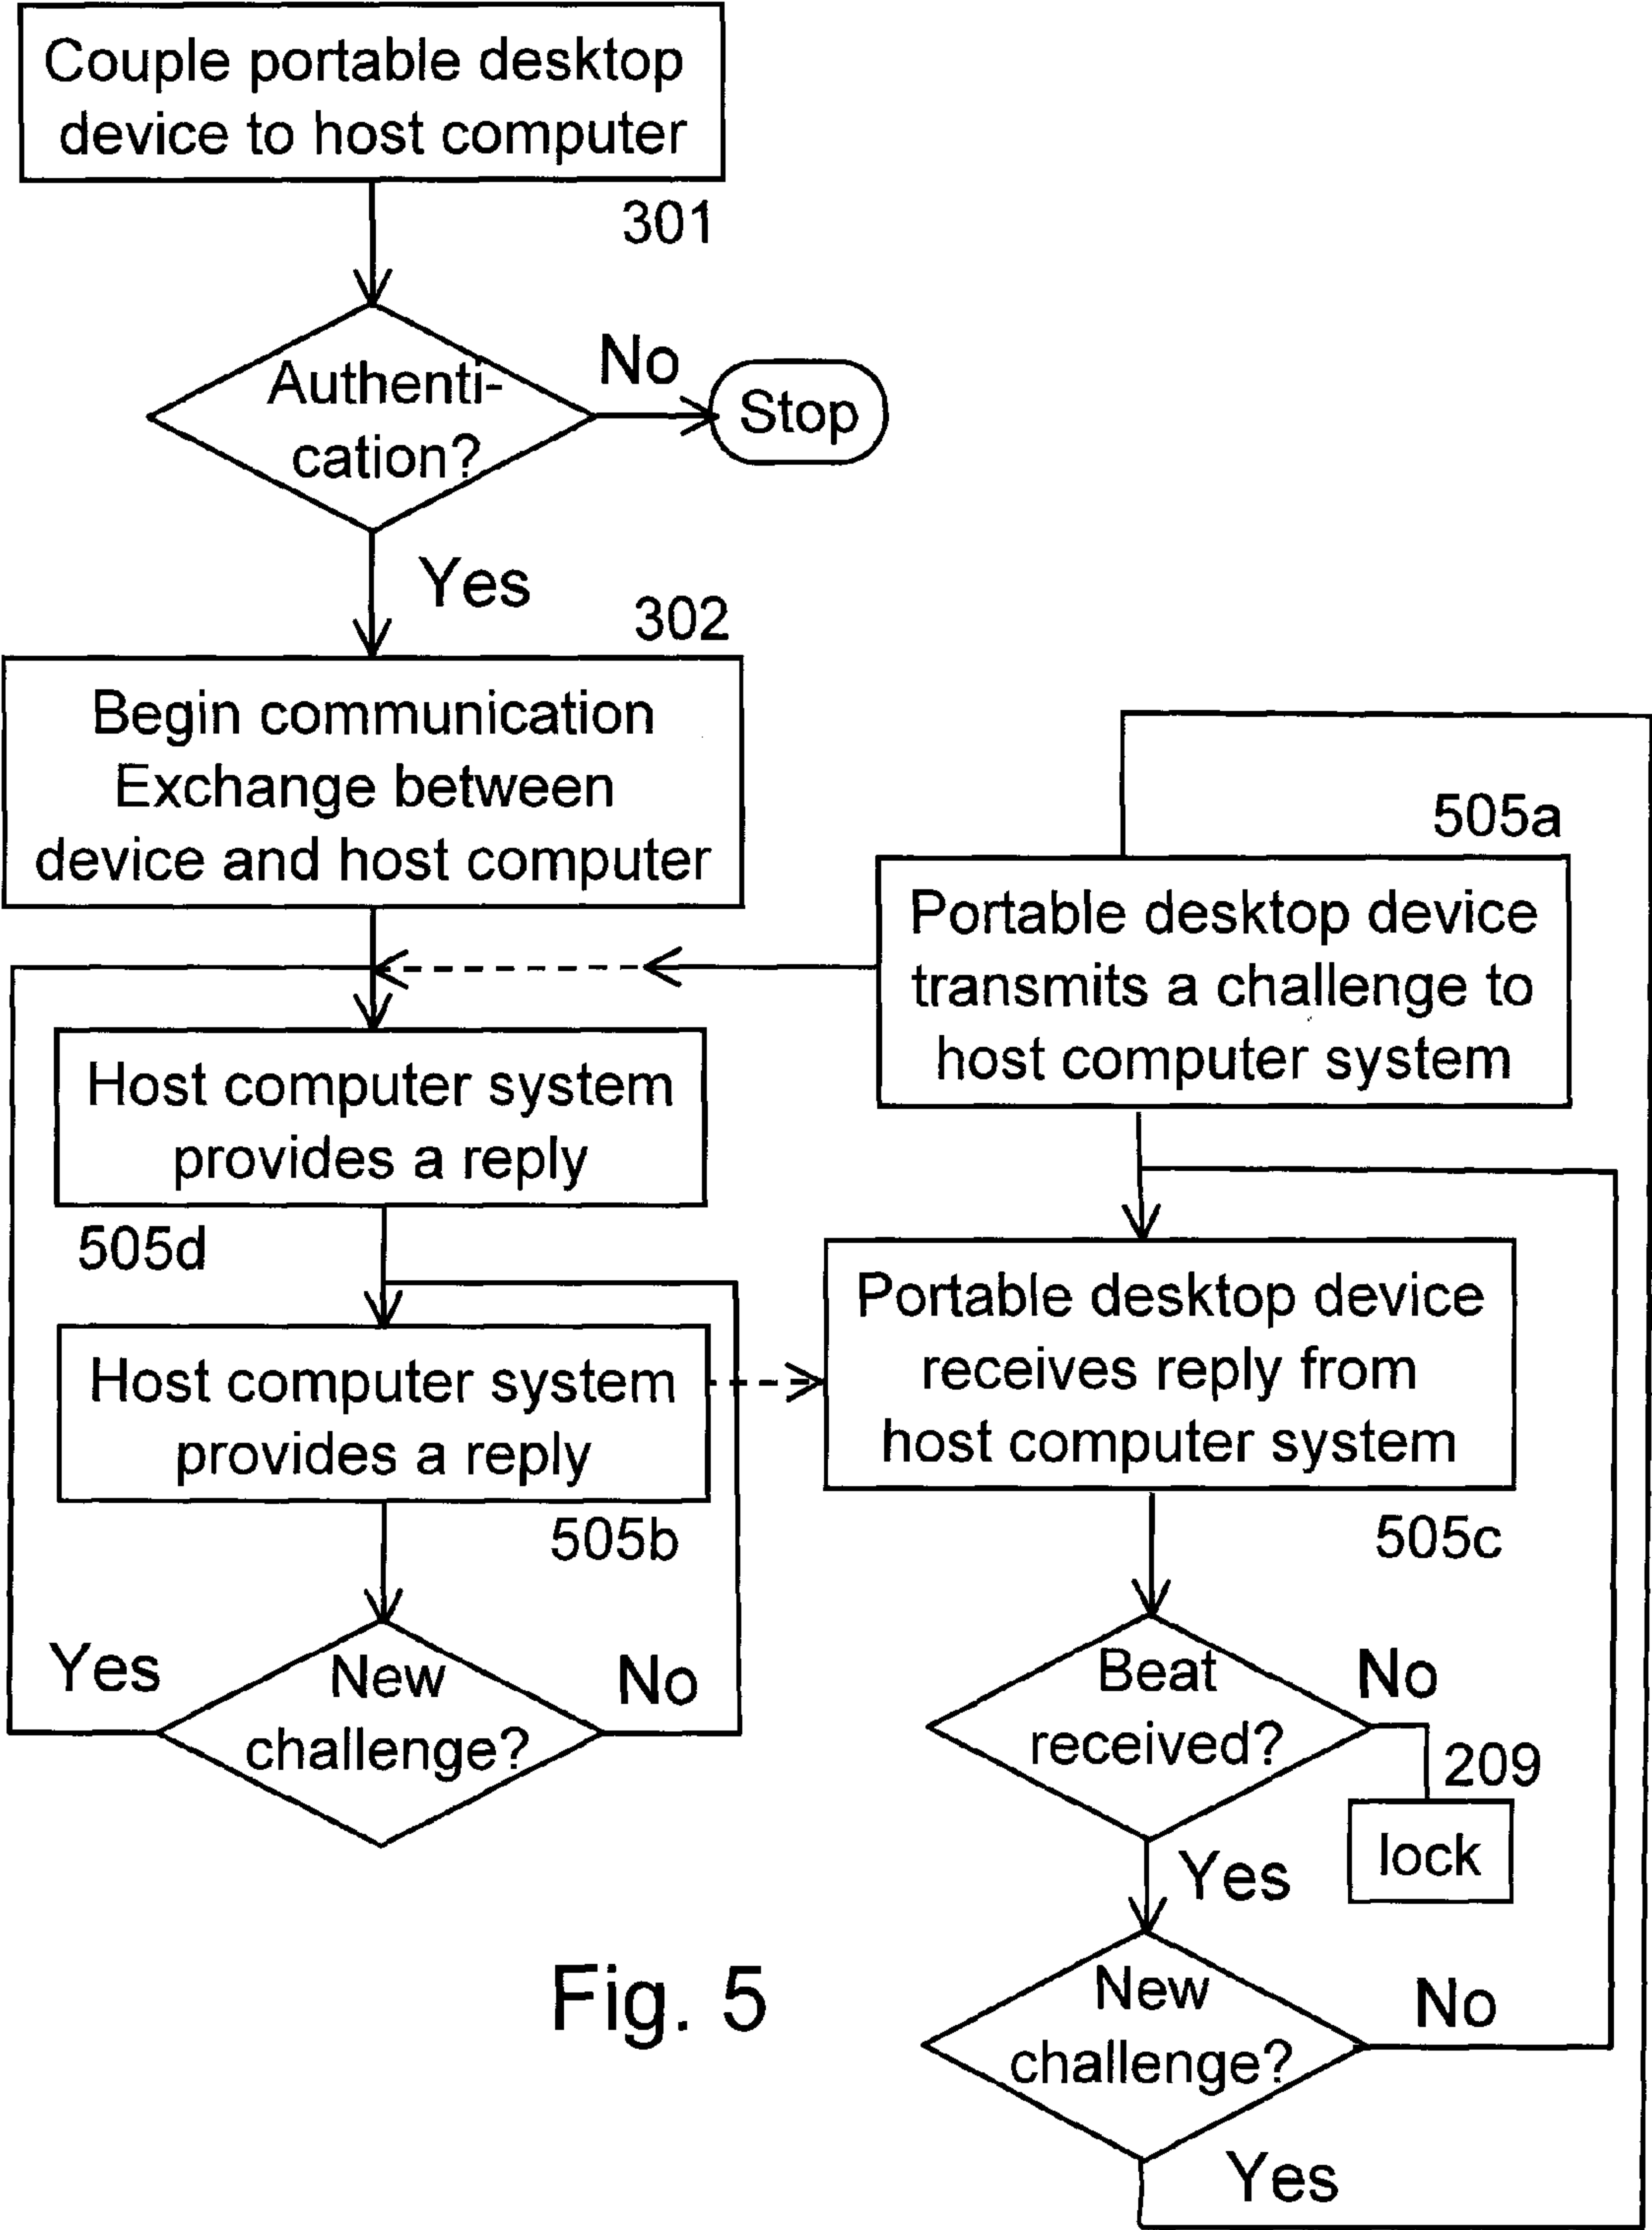 Couple portable desktop
device to host computer
301
Authenti-
cation?
No
Stop
Yes
302
Begin communication
Exchange between
device and host computer
505a
Portable desktop device
transmits a challenge to
host computer system
Host computer system
provides a reply
505d
Host computer system
provides a reply
505b
Portable desktop device
receives reply from
host computer system
505c
New
challenge?
Yes
No
Beat
received?
No
209
lock
Yes
New
challenge?
No
Yes
Fig. 5